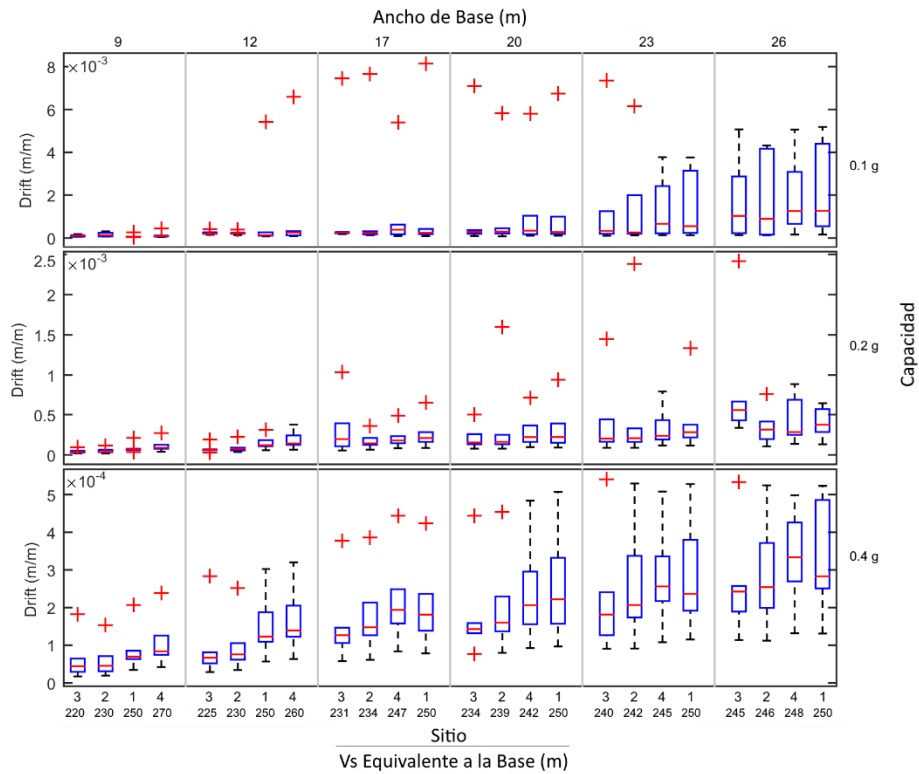 Ancho de Base (m)
9 12 17 20 23 26
×10⁻³
8
6
4
2
0
Drift (m/m)
0.1 g
×10⁻³
2.5
2
1.5
1
0.5
0
Drift (m/m)
0.2 g
Capacidad
×10⁻⁴
5
4
3
2
1
0
Drift (m/m)
0.4 g
3 2 1 4 3 2 1 4 3 2 4 1 3 2 4 1 3 2 4 1 3 2 4 1
220 230 250 270 225 230 250 260 231 234 247 250 234 239 242 250 240 242 245 250 245 246 248 250
Sitio
Vs Equivalente a la Base (m)